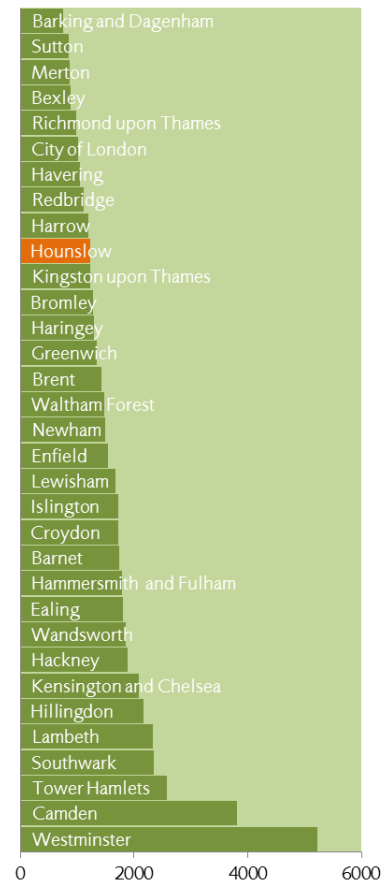 Barking and Dagenham
Sutton
Merton
Bexley
Richmond upon Thames
City of London
Havering
Redbridge
Harrow
Hounslow
Kingston upon Thames
Bromley
Haringey
Greenwich
Brent
Waltham Forest
Newham
Enfield
Lewisham
Islington
Croydon
Barnet
Hammersmith and Fulham
Ealing
Wandsworth
Hackney
Kensington and Chelsea
Hillingdon
Lambeth
Southwark
Tower Hamlets
Camden
Westminster
0 2000 4000 6000